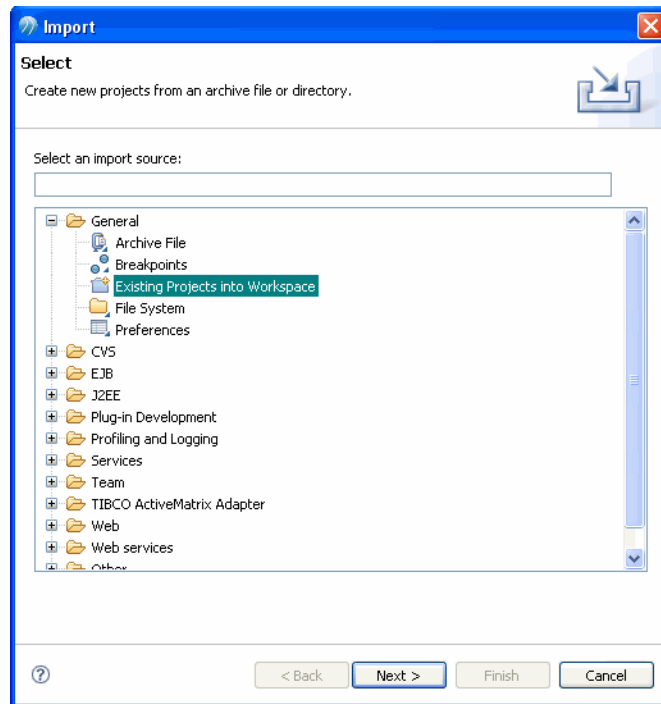 Import
Select
Create new projects from an archive file or directory.
Select an import source:
General
Archive File
Breakpoints
Existing Projects into Workspace
File System
Preferences
CVS
EJB
J2EE
Plug-in Development
Profiling and Logging
Services
Team
TIBCO ActiveMatrix Adapter
Web
Web services
Other
? < Back Next > Finish Cancel